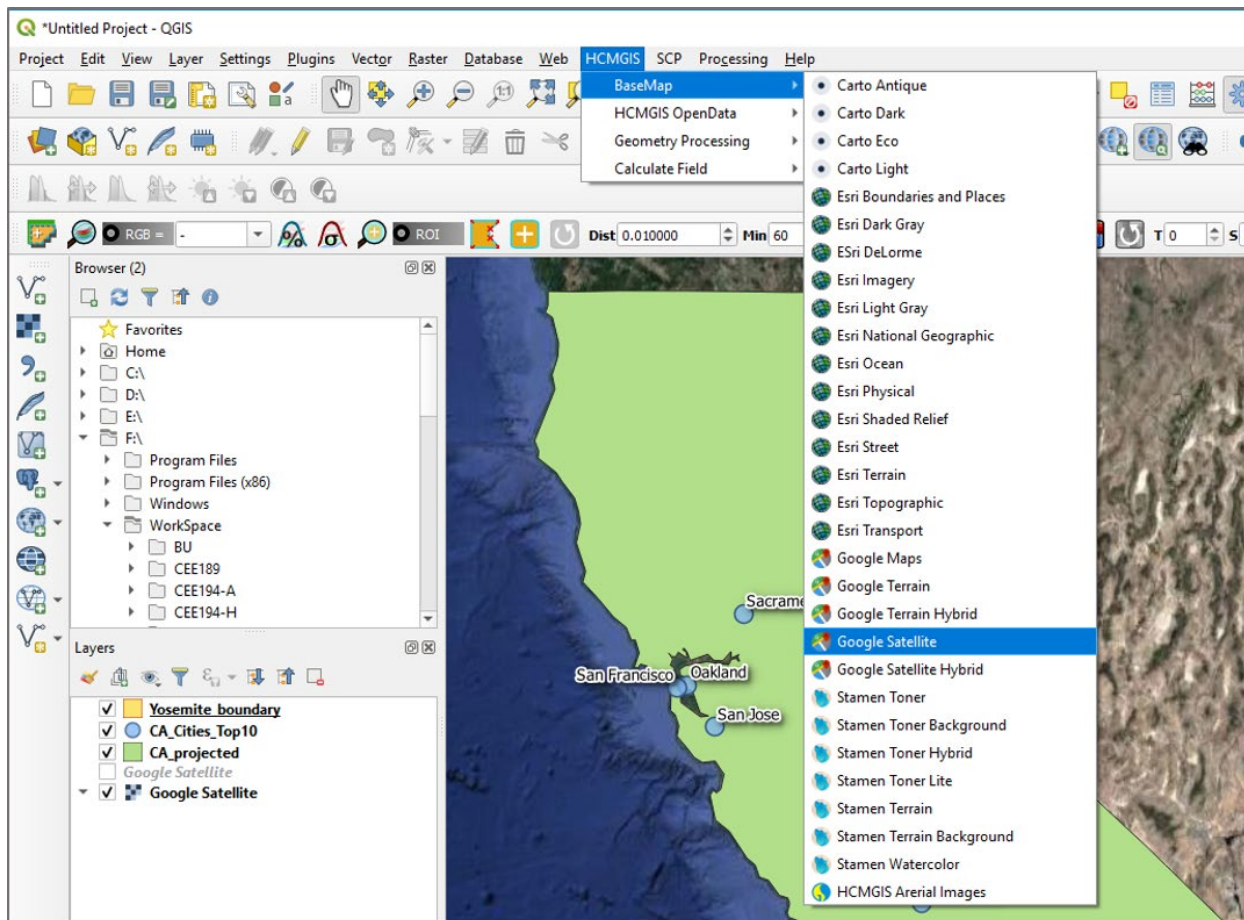 *Untitled Project - QGIS
Project Edit View Layer Settings Plugins Vector Raster Database Web HCMGIS SCP Processing Help
BaseMap
HCMGIS OpenData
Geometry Processing
Calculate Field
Carto Antique
Carto Dark
Carto Eco
Carto Light
Esri Boundaries and Places
Esri Dark Gray
ESri DeLorme
Esri Imagery
Esri Light Gray
Esri National Geographic
Esri Ocean
Esri Physical
Esri Shaded Relief
Esri Street
Esri Terrain
Esri Topographic
Esri Transport
Google Maps
Google Terrain
Google Terrain Hybrid
Google Satellite
Google Satellite Hybrid
Stamen Toner
Stamen Toner Background
Stamen Toner Hybrid
Stamen Toner Lite
Stamen Terrain
Stamen Terrain Background
Stamen Watercolor
HCMGIS Arerial Images
a
1:1
RGB = - % σ ROI Dist 0.010000 Min 60 T 0 S
Browser (2)
Favorites
Home
C:\
D:\
E:\
F:\
Program Files
Program Files (x86)
Windows
WorkSpace
BU
CEE189
CEE194-A
CEE194-H
Layers
Yosemite_boundary
CA_Cities_Top10
CA_projected
Google Satellite
Google Satellite
Sacrame
San Francisco
Oakland
San Jose